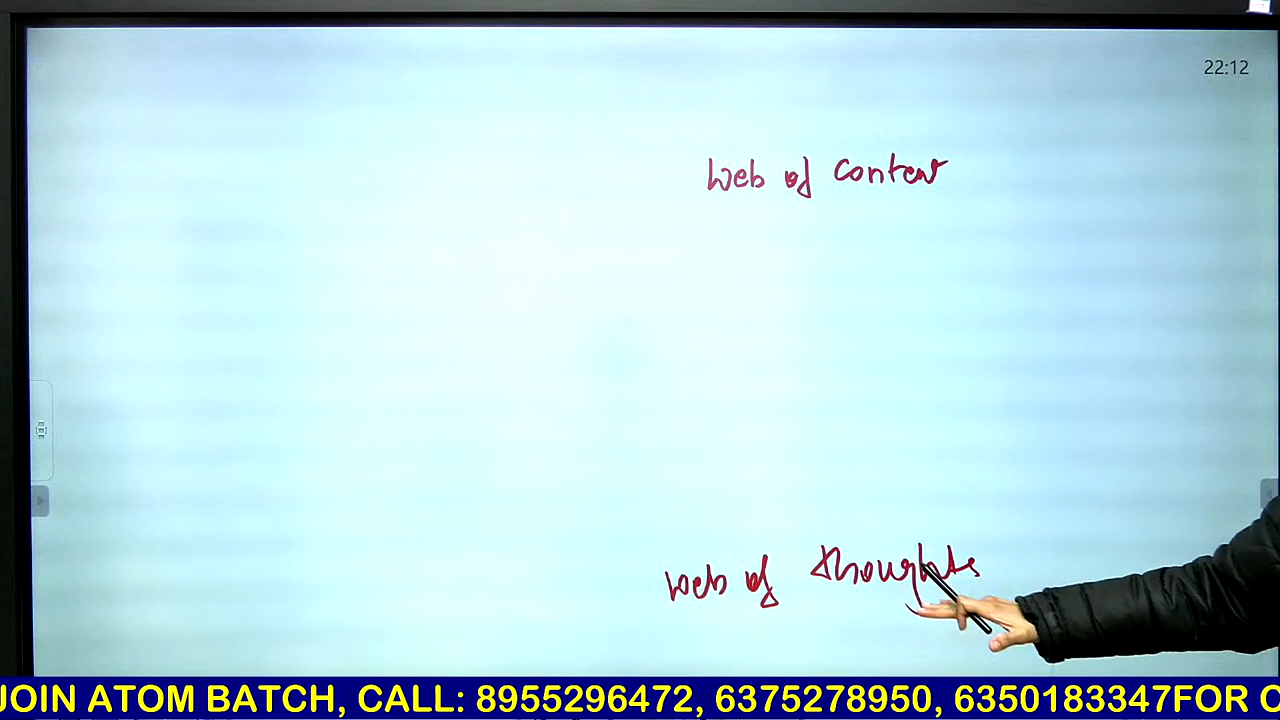 22:12
Web of Content
Web of thoughts
JOIN ATOM BATCH, CALL: 8955296472, 6375278950, 6350183347FOR